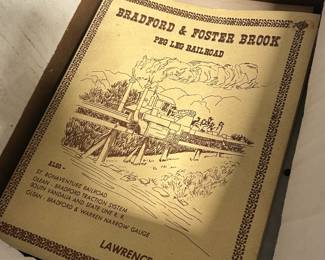 BRADFORD & FOSTER BROOK
PEG LEG RAILROAD
ALSO -
ST. BONAVENTURE RAILROAD
OLEAN - BRADFORD TRACTION SYSTEM
SOUTH VANDALIA AND STATE LINE R. R.
OLEAN, BRADFORD & WARREN NARROW GAUGE
LAWRENCE